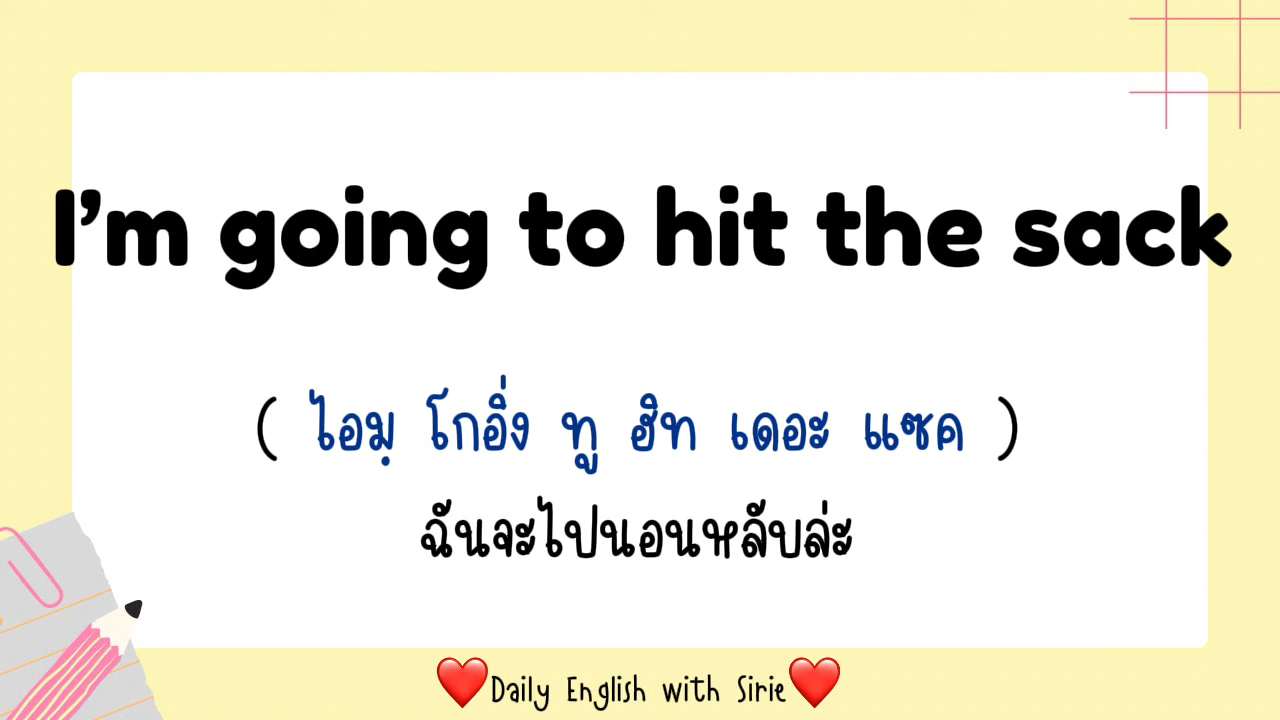 I'm going to hit the sack
( ไอมฺ โกอิ่ง ทู ฮิท เดอะ แซค )
ฉันจะไปนอนหลับล่ะ
❤️Daily English with Sirie❤️